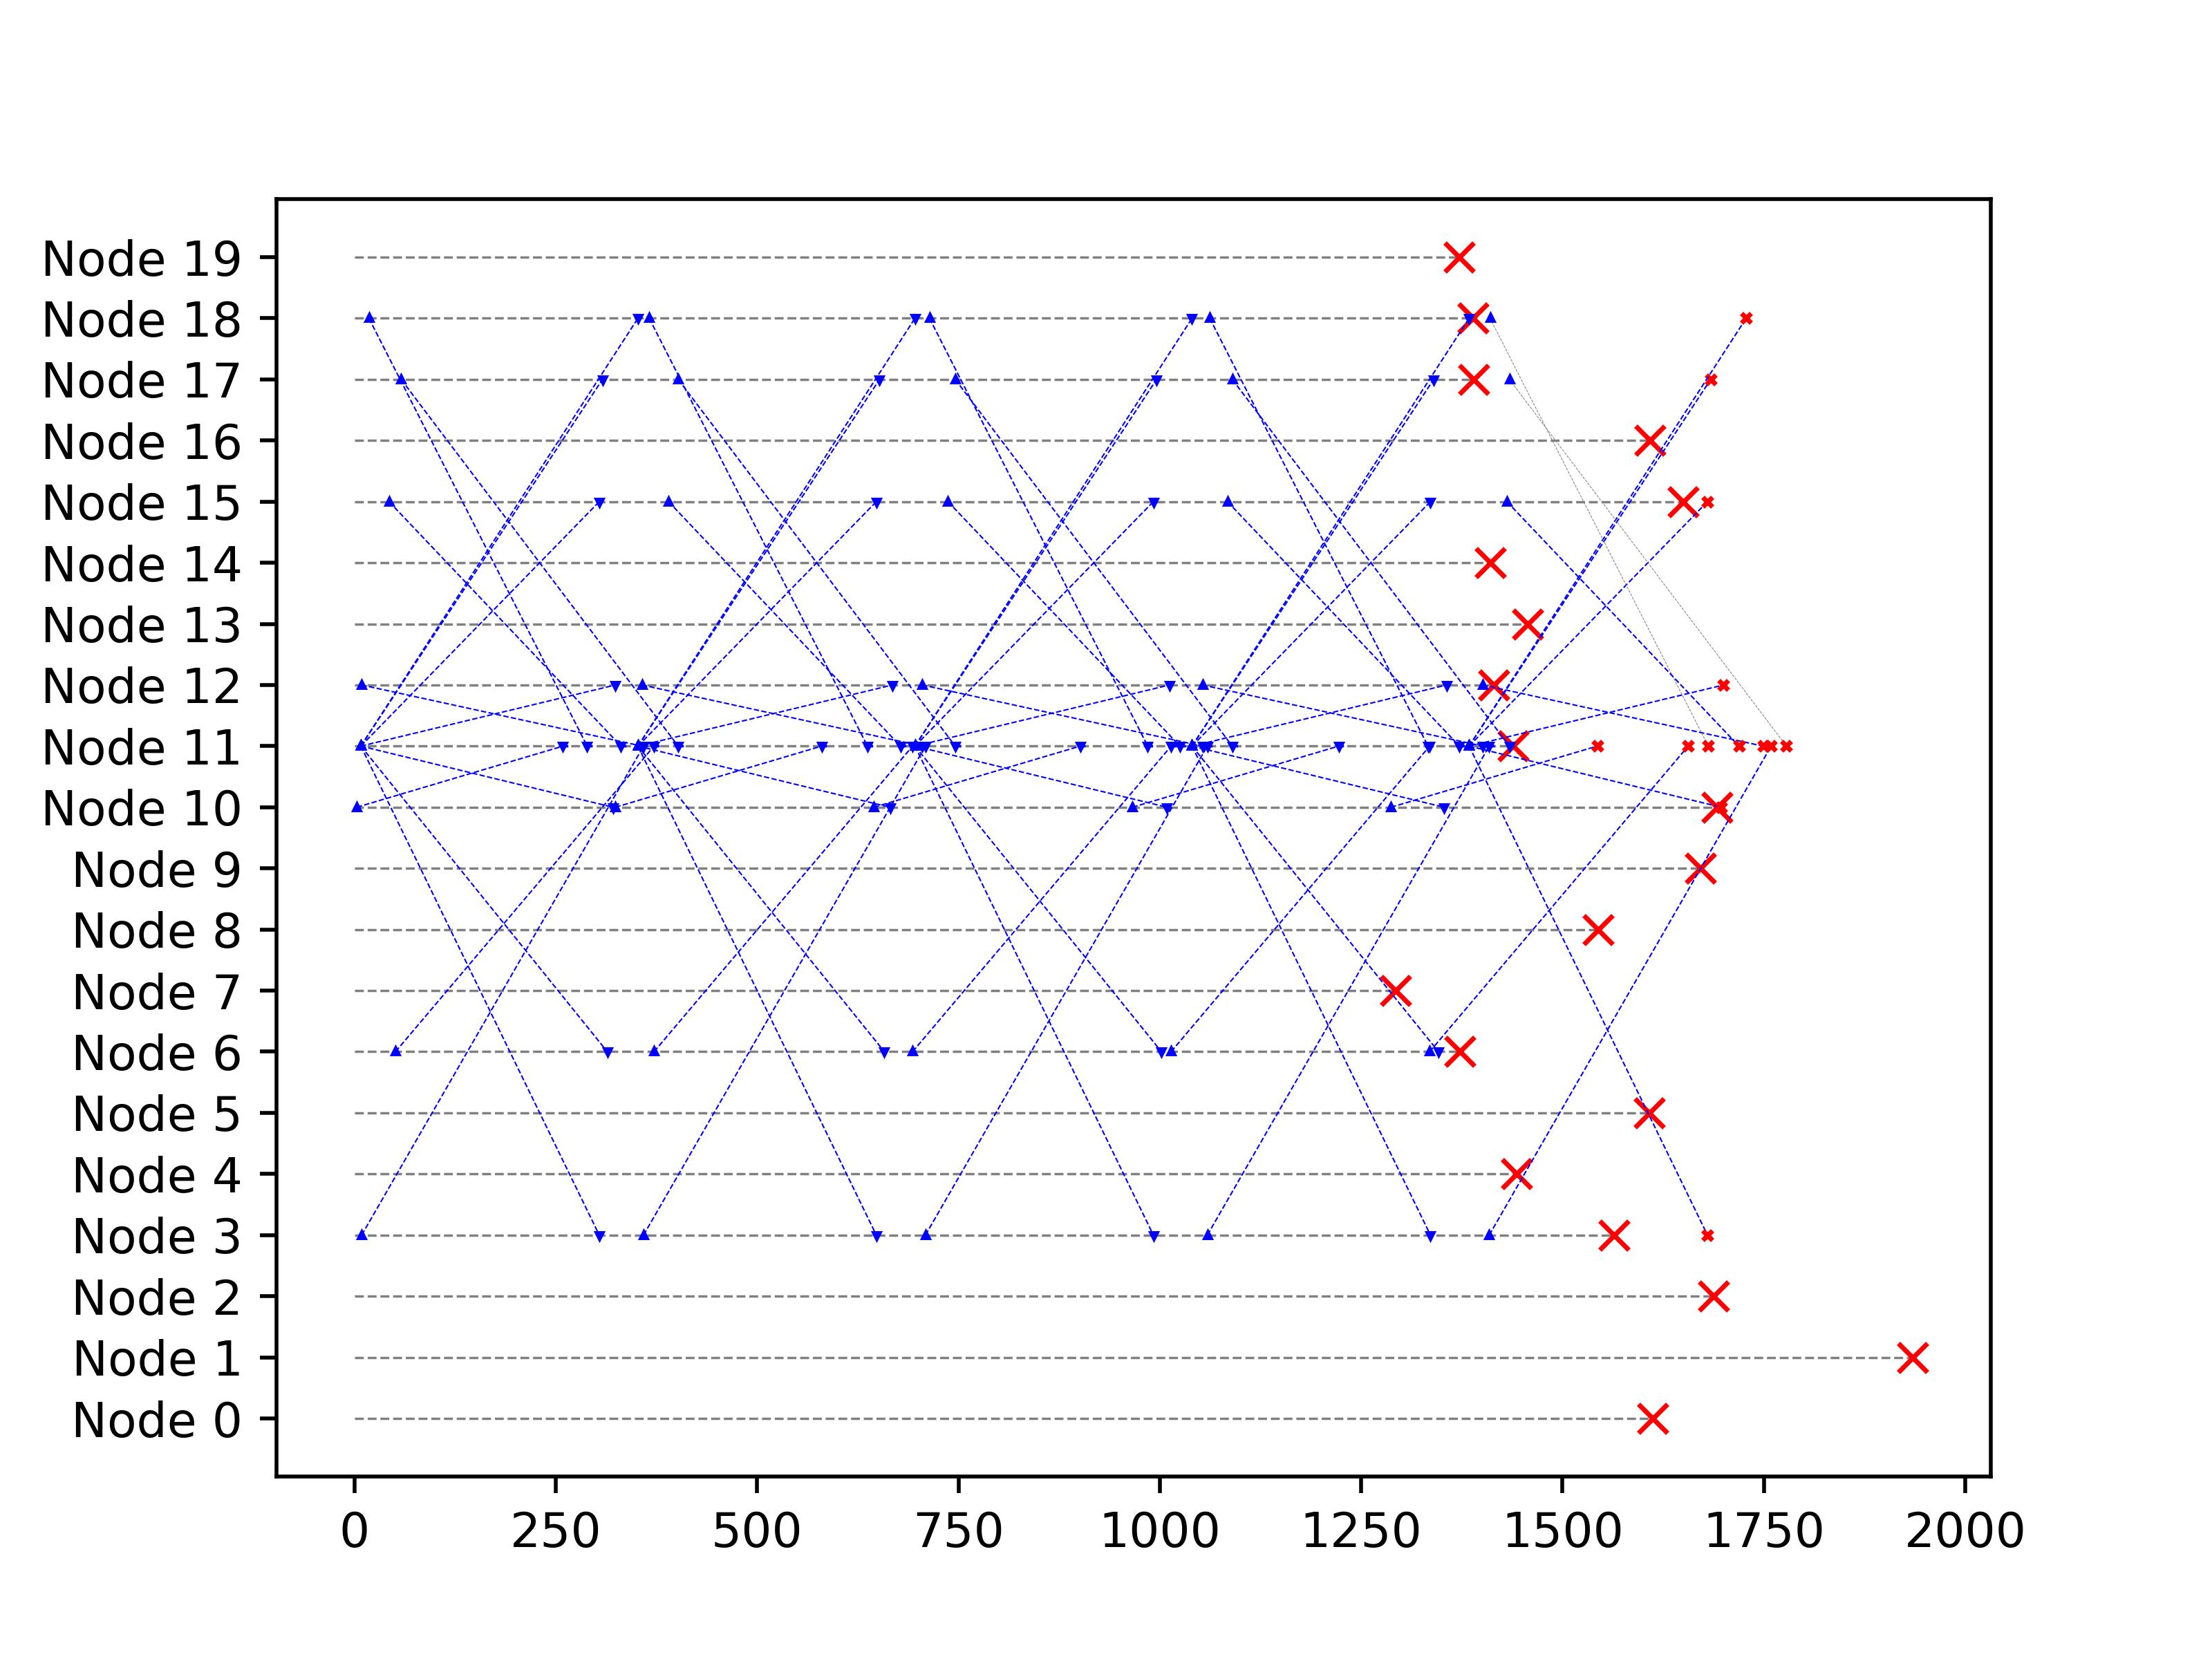 Node 19
Node 18
Node 17
Node 16
Node 15
Node 14
Node 13
Node 12
Node 11
Node 10
Node 9
Node 8
Node 7
Node 6
Node 5
Node 4
Node 3
Node 2
Node 1
Node 0
0 250 500 750 1000 1250 1500 1750 2000